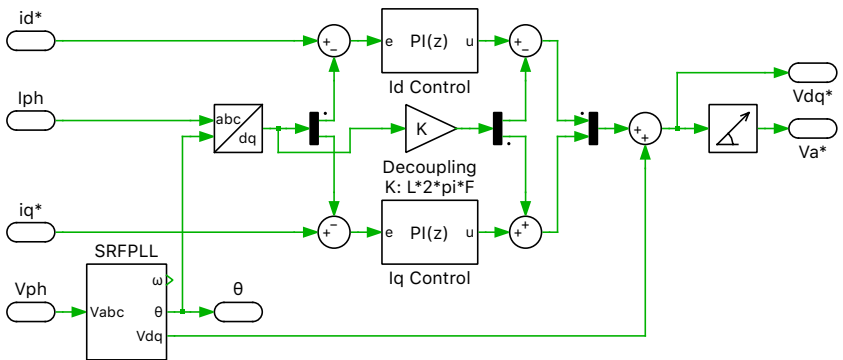 id*
e
PI(z)
u
Id Control
Iph
abc
dq
K
Decoupling
K: L*2*pi*F
Vdq*
Va*
iq*
e
PI(z)
u
Iq Control
SRFPLL
Vph
Vabc
ω
θ
Vdq
θ